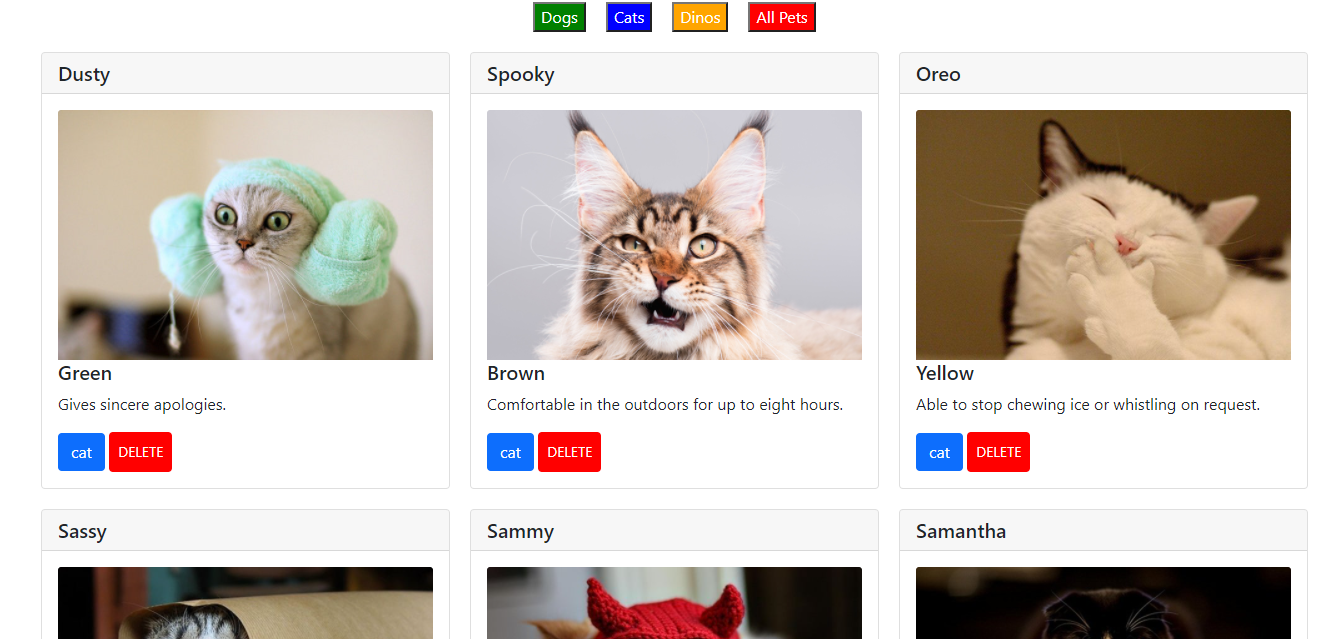 Dogs Cats Dinos All Pets
Dusty
Green
Gives sincere apologies.
cat DELETE
Spooky
Brown
Comfortable in the outdoors for up to eight hours.
cat DELETE
Oreo
Yellow
Able to stop chewing ice or whistling on request.
cat DELETE
Sassy
Sammy
Samantha